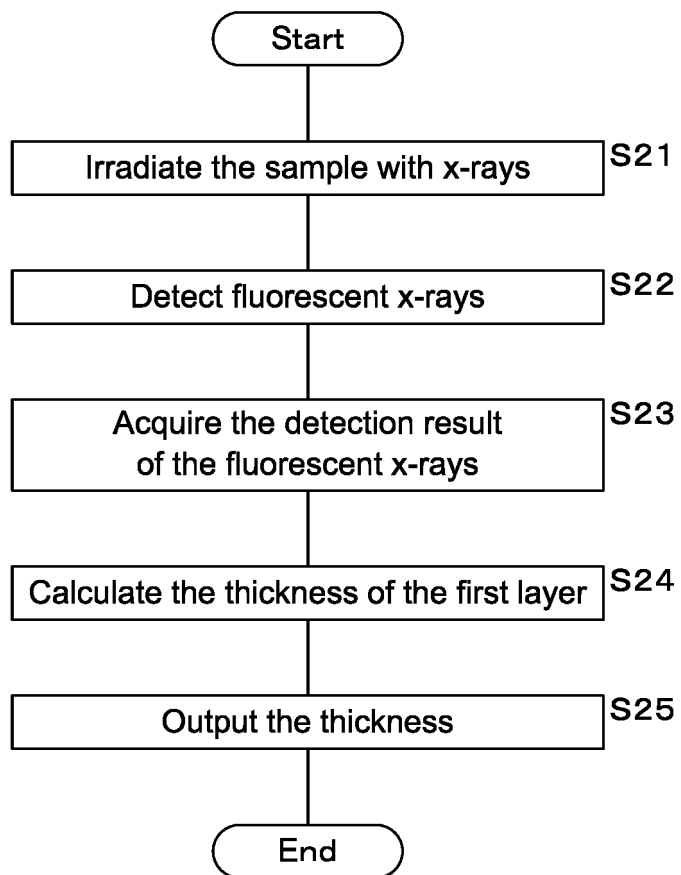 Start
Irradiate the sample with x-rays
S21
Detect fluorescent x-rays
S22
Acquire the detection result
of the fluorescent x-rays
S23
Calculate the thickness of the first layer
S24
Output the thickness
S25
End